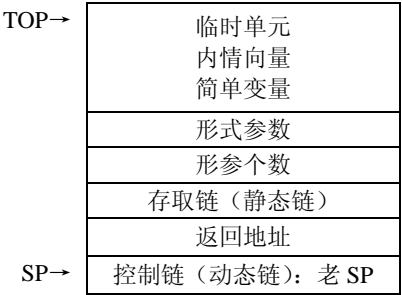 TOP→
临时单元
内情向量
简单变量
形式参数
形参个数
存取链（静态链）
返回地址
SP→
控制链（动态链）：老 SP